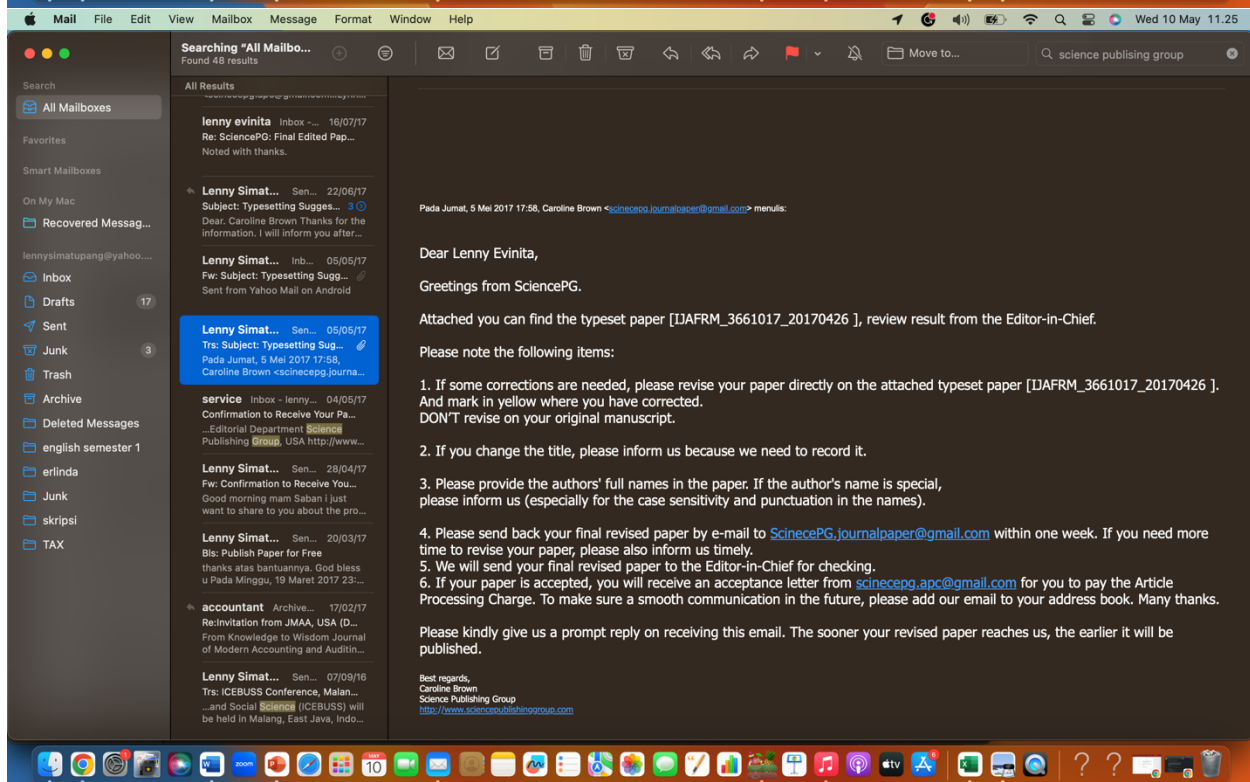 Mail File Edit View Mailbox Message Format Window Help Wed 10 May 11.25
Searching “All Mailbo...
Found 48 results
Move to...
science publising group
Search
All Mailboxes
Favorites
Smart Mailboxes
On My Mac
Recovered Messag...
lennysimatupang@yahoo....
Inbox
Drafts 17
Sent
Junk 3
Trash
Archive
Deleted Messages
english semester 1
erlinda
Junk
skripsi
TAX
All Results
lenny evinita Inbox -... 16/07/17
Re: SciencePG: Final Edited Pap...
Noted with thanks.
Lenny Simat... Sen... 22/06/17
Subject: Typesetting Sugges... 3
Dear. Caroline Brown Thanks for the
information. I will inform you after...
Lenny Simat... Inb... 05/05/17
Fw: Subject: Typesetting Sugg...
Sent from Yahoo Mail on Android
Lenny Simat... Sen... 05/05/17
Trs: Subject: Typesetting Sug...
Pada Jumat, 5 Mei 2017 17:58,
Caroline Brown <scinecepg.journa...
service Inbox - lenny... 04/05/17
Confirmation to Receive Your Pa...
...Editorial Department Science
Publishing Group, USA http://www...
Lenny Simat... Sen... 28/04/17
Fw: Confirmation to Receive You...
Good morning mam Saban i just
want to share to you about the pro...
Lenny Simat... Sen... 20/03/17
Bls: Publish Paper for Free
thanks atas bantuannya. God bless
u Pada Minggu, 19 Maret 2017 23:...
accountant Archive... 17/02/17
Re:Invitation from JMAA, USA (D...
From Knowledge to Wisdom Journal
of Modern Accounting and Auditin...
Lenny Simat... Sen... 07/09/16
Trs: ICEBUSS Conference, Malan...
...and Social Science (ICEBUSS) will
be held in Malang, East Java, Indo...
Pada Jumat, 5 Mei 2017 17:58, Caroline Brown <scinecepg.journalpaper@gmail.com> menulis:
Dear Lenny Evinita,
Greetings from SciencePG.
Attached you can find the typeset paper [IJAFRM_3661017_20170426 ], review result from the Editor-in-Chief.
Please note the following items:
1. If some corrections are needed, please revise your paper directly on the attached typeset paper [IJAFRM_3661017_20170426 ].
And mark in yellow where you have corrected.
DON’T revise on your original manuscript.
2. If you change the title, please inform us because we need to record it.
3. Please provide the authors' full names in the paper. If the author's name is special,
please inform us (especially for the case sensitivity and punctuation in the names).
4. Please send back your final revised paper by e-mail to ScinecePG.journalpaper@gmail.com within one week. If you need more
time to revise your paper, please also inform us timely.
5. We will send your final revised paper to the Editor-in-Chief for checking.
6. If your paper is accepted, you will receive an acceptance letter from scinecepg.apc@gmail.com for you to pay the Article
Processing Charge. To make sure a smooth communication in the future, please add our email to your address book. Many thanks.
Please kindly give us a prompt reply on receiving this email. The sooner your revised paper reaches us, the earlier it will be
published.
Best regards,
Caroline Brown
Science Publishing Group
http://www.sciencepublishinggroup.com
zoom
MAY
10
tv